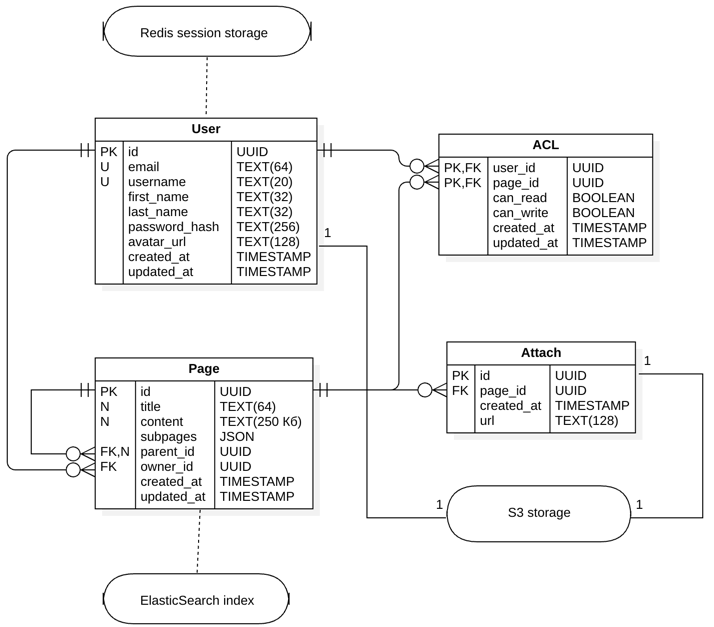 Redis session storage
User
PK id UUID
U email TEXT(64)
U username TEXT(20)
first_name TEXT(32)
last_name TEXT(32)
password_hash TEXT(256)
avatar_url TEXT(128)
created_at TIMESTAMP
updated_at TIMESTAMP
1
ACL
PK,FK user_id UUID
PK,FK page_id UUID
can_read BOOLEAN
can_write BOOLEAN
created_at TIMESTAMP
updated_at TIMESTAMP
Page
PK id UUID
N title TEXT(64)
N content TEXT(250 Кб)
subpages JSON
FK,N parent_id UUID
FK owner_id UUID
created_at TIMESTAMP
updated_at TIMESTAMP
Attach
PK id UUID
FK page_id UUID
created_at TIMESTAMP
url TEXT(128)
1
1
S3 storage
1
ElasticSearch index